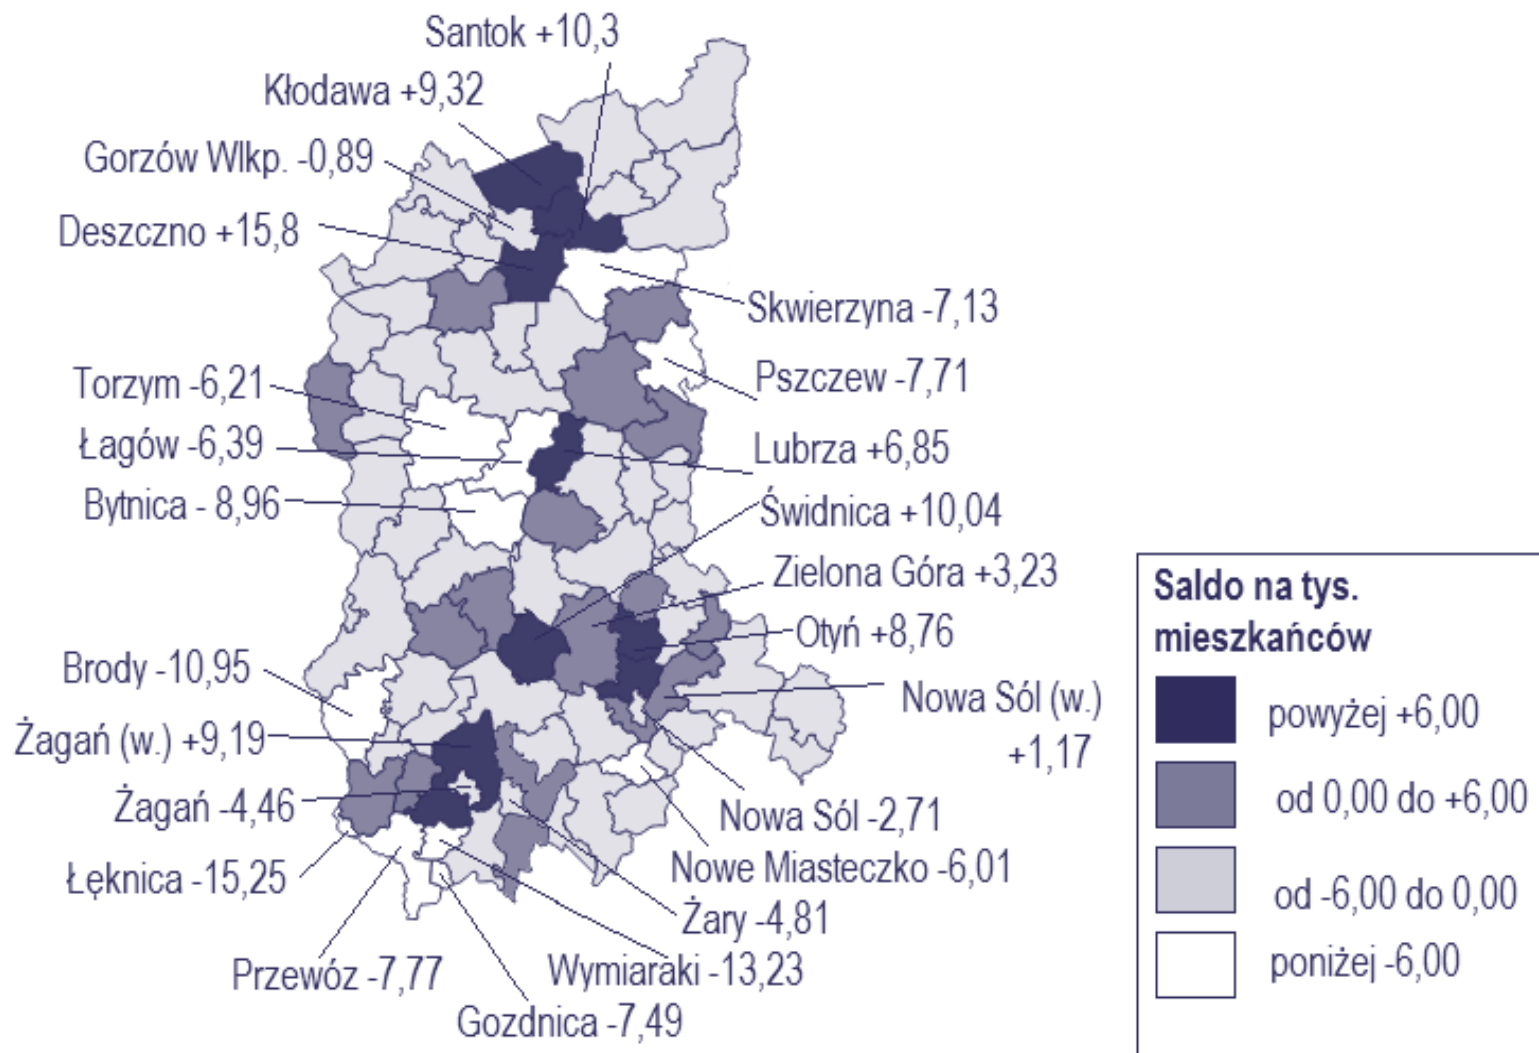 Santok +10,3
Kłodawa +9,32
Gorzów Wlkp. -0,89
Deszczno +15,8
Skwierzyna -7,13
Pszczew -7,71
Torzym -6,21
Łagów -6,39
Lubrza +6,85
Bytnica - 8,96
Świdnica +10,04
Zielona Góra +3,23
Otyń +8,76
Brody -10,95
Nowa Sól (w.)
+1,17
Żagań (w.) +9,19
Żagań -4,46
Nowa Sól -2,71
Łęknica -15,25
Nowe Miasteczko -6,01
Żary -4,81
Przewóz -7,77
Wymiaraki -13,23
Gozdnica -7,49
Saldo na tys.
mieszkańców
powyżej +6,00
od 0,00 do +6,00
od -6,00 do 0,00
poniżej -6,00